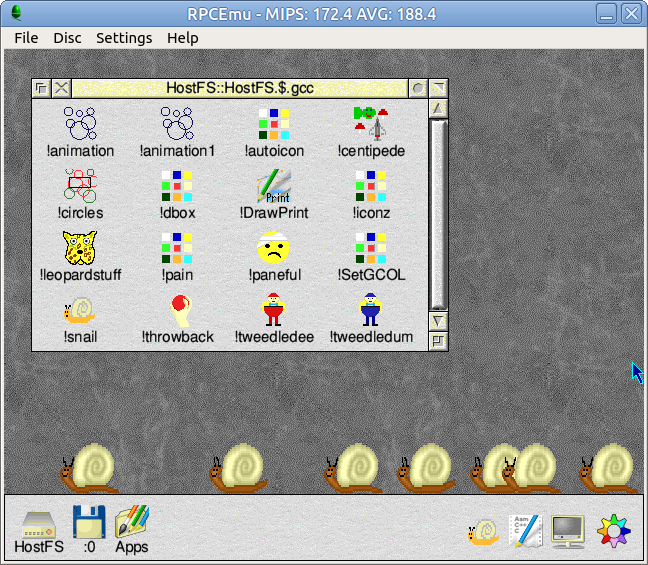 RPCEmu - MIPS: 172.4 AVG: 188.4
File Disc Settings Help
HostFS::HostFS.$.gcc
!animation !animation1 !autoicon !centipede
!circles !dbox !DrawPrint !iconz
Print
!leopardstuff !pain !paneful !SetGCOL
!snail !throwback !tweedledee !tweedledum
Asm
C++
C
HostFS :0 Apps